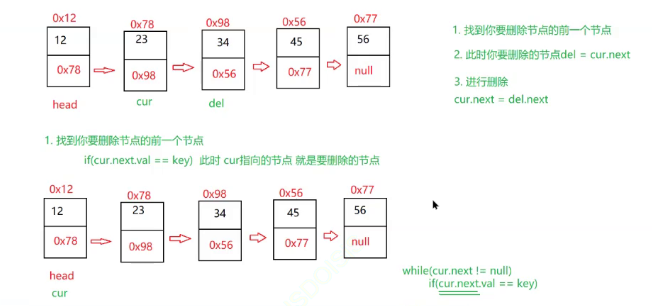 0x12 0x78 0x98 0x56 0x77
12 23 34 45 56
0x78 0x98 0x56 0x77 null
head cur del
1. 找到你要删除节点的前一个节点
2. 此时你要删除的节点del = cur.next
3. 进行删除
cur.next = del.next
1. 找到你要删除节点的前一个节点
if(cur.next.val == key) 此时 cur指向的节点 就是要删除的节点
0x12 0x78 0x98 0x56 0x77
12 23 34 45 56
0x78 0x98 0x56 0x77 null
head
cur
while(cur.next != null)
if(cur.next.val == key)